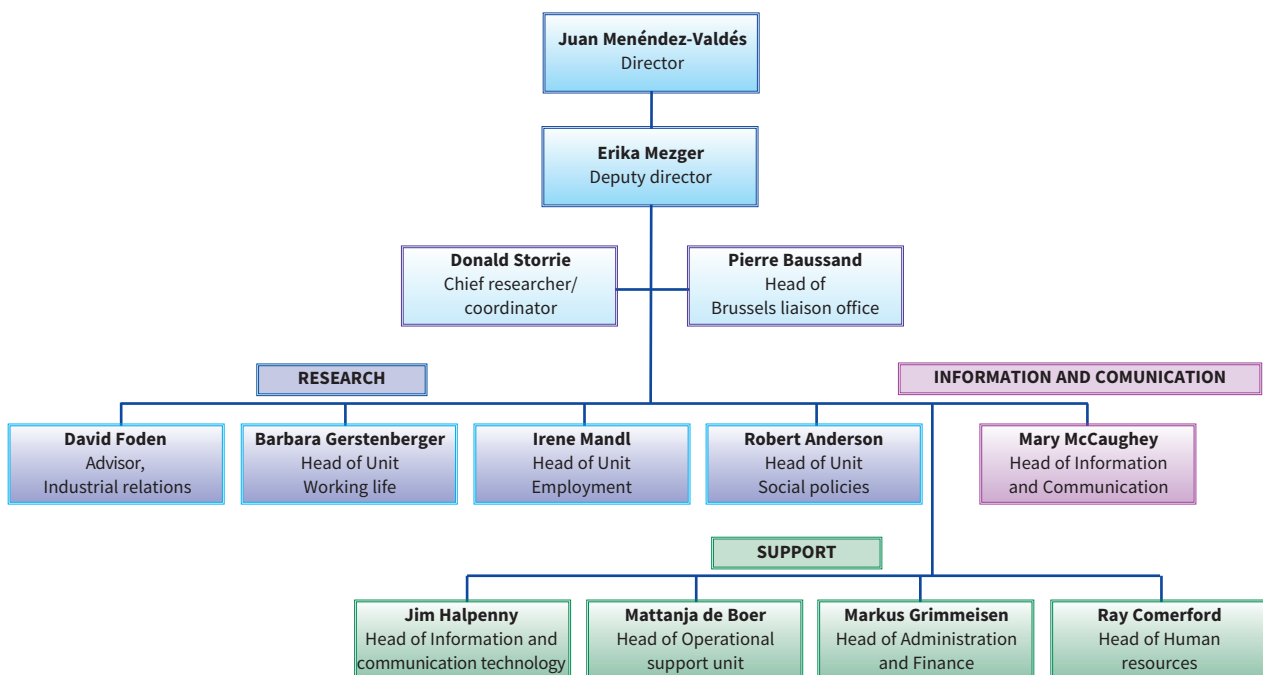 Juan Menéndez-Valdés
Director
Erika Mezger
Deputy director
Donald Storrie
Chief researcher/
coordinator
Pierre Baussand
Head of
Brussels liaison office
RESEARCH
INFORMATION AND COMUNICATION
David Foden
Advisor,
Industrial relations
Barbara Gerstenberger
Head of Unit
Working life
Irene Mandl
Head of Unit
Employment
Robert Anderson
Head of Unit
Social policies
Mary McCaughey
Head of Information
and Communication
SUPPORT
Jim Halpenny
Head of Information and
communication technology
Mattanja de Boer
Head of Operational
support unit
Markus Grimmeisen
Head of Administration
and Finance
Ray Comerford
Head of Human
resources